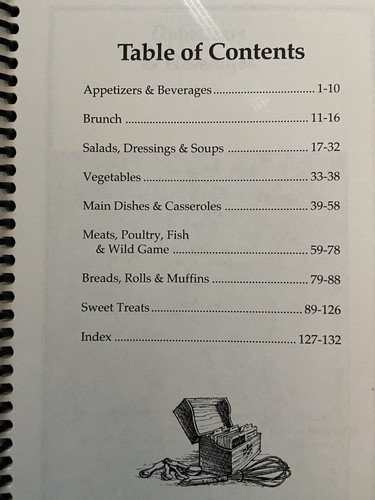 Table of Contents
Appetizers & Beverages .................................. 1-10
Brunch .......................................................... 11-16
Salads, Dressings & Soups ......................... 17-32
Vegetables .................................................... 33-38
Main Dishes & Casseroles .......................... 39-58
Meats, Poultry, Fish
& Wild Game .......................................... 59-78
Breads, Rolls & Muffins .............................. 79-88
Sweet Treats ................................................ 89-126
Index .......................................................... 127-132